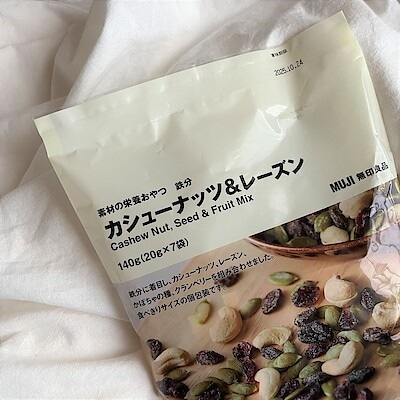 賞味期限
2025.10.24
素材の栄養おやつ 鉄分
カシューナッツ&レーズン
Cashew Nut, Seed & Fruit Mix
140g(20g×7袋)
MUJI 無印良品
鉄分に着目し、カシューナッツ、レーズン、
かぼちゃの種、クランベリーを組み合わせました。
食べきりサイズの個包装です。